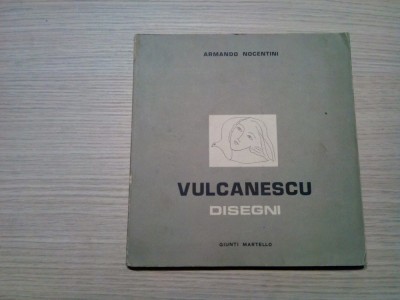 ARMANDO NOCENTINI
VULCANESCU
DISEGNI
GIUNTI MARTELLO